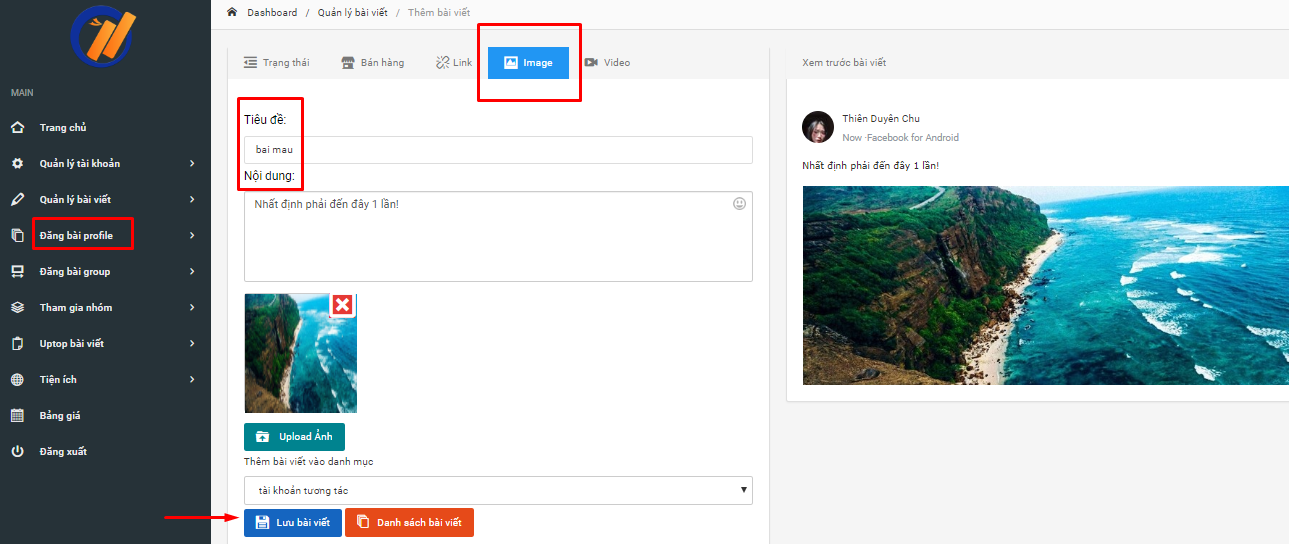 MAIN
Trang chủ
Quản lý tài khoản
Quản lý bài viết
Đăng bài profile
Đăng bài group
Tham gia nhóm
Uptop bài viết
Tiện ích
Bảng giá
Đăng xuất
Dashboard / Quản lý bài viết / Thêm bài viết
Trạng thái Bán hàng Link Image Video
Tiêu đề:
bai mau
Nội dung:
Nhất định phải đến đây 1 lần!
Upload Ảnh
Thêm bài viết vào danh mục
tài khoản tương tác
Lưu bài viết Danh sách bài viết
Xem trước bài viết
Thiên Duyên Chu
Now ·Facebook for Android
Nhất định phải đến đây 1 lần!